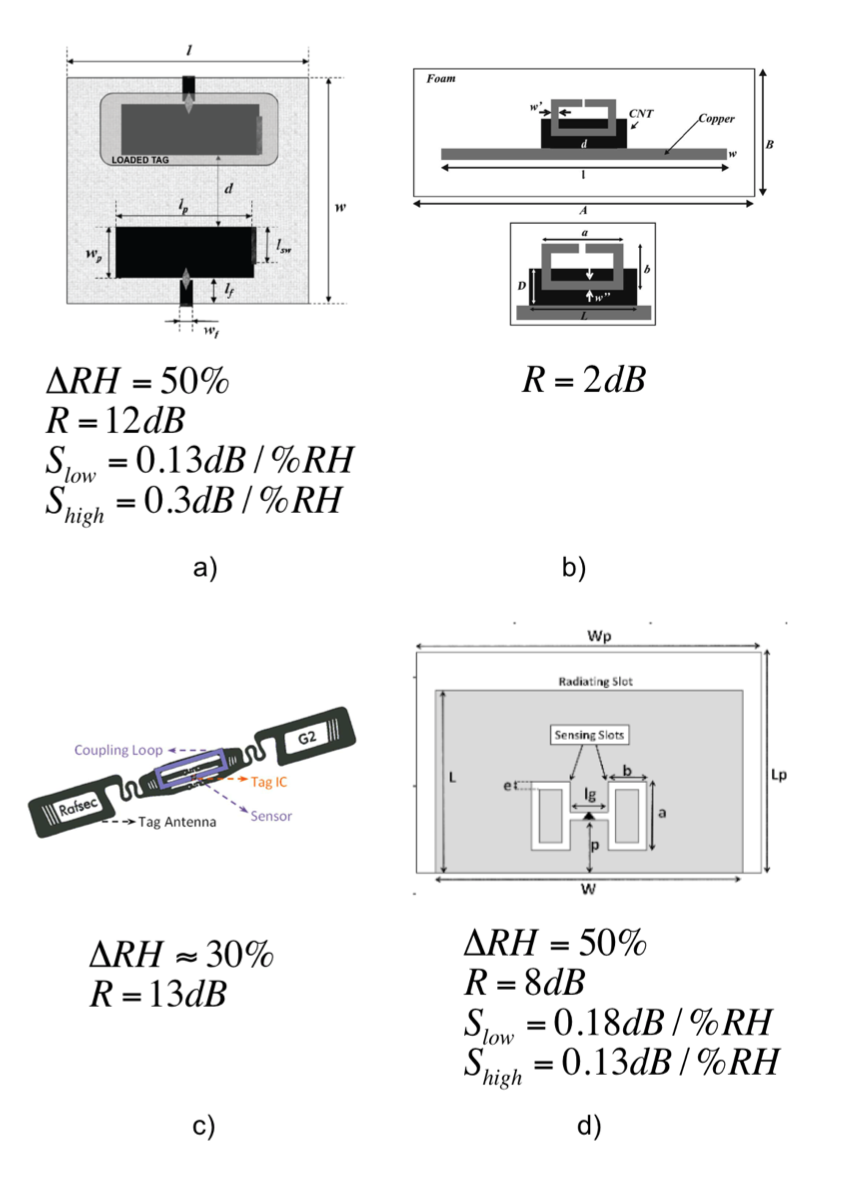 l
LOADED TAG
d
w
l_p
w_p
l_sw
l_f
w_f
ΔRH = 50%
R = 12dB
S_low = 0.13dB / %RH
S_high = 0.3dB / %RH
a)
Foam
w'
CNT
Copper
d
w
B
l
A
a
D
b
w''
L
R = 2dB
b)
Coupling Loop
G2
Tag IC
Rafsec
Sensor
Tag Antenna
ΔRH ≈ 30%
R = 13dB
c)
Wp
Radiating Slot
Sensing Slots
L
Lp
e
lg
b
a
p
W
ΔRH = 50%
R = 8dB
S_low = 0.18dB / %RH
S_high = 0.13dB / %RH
d)